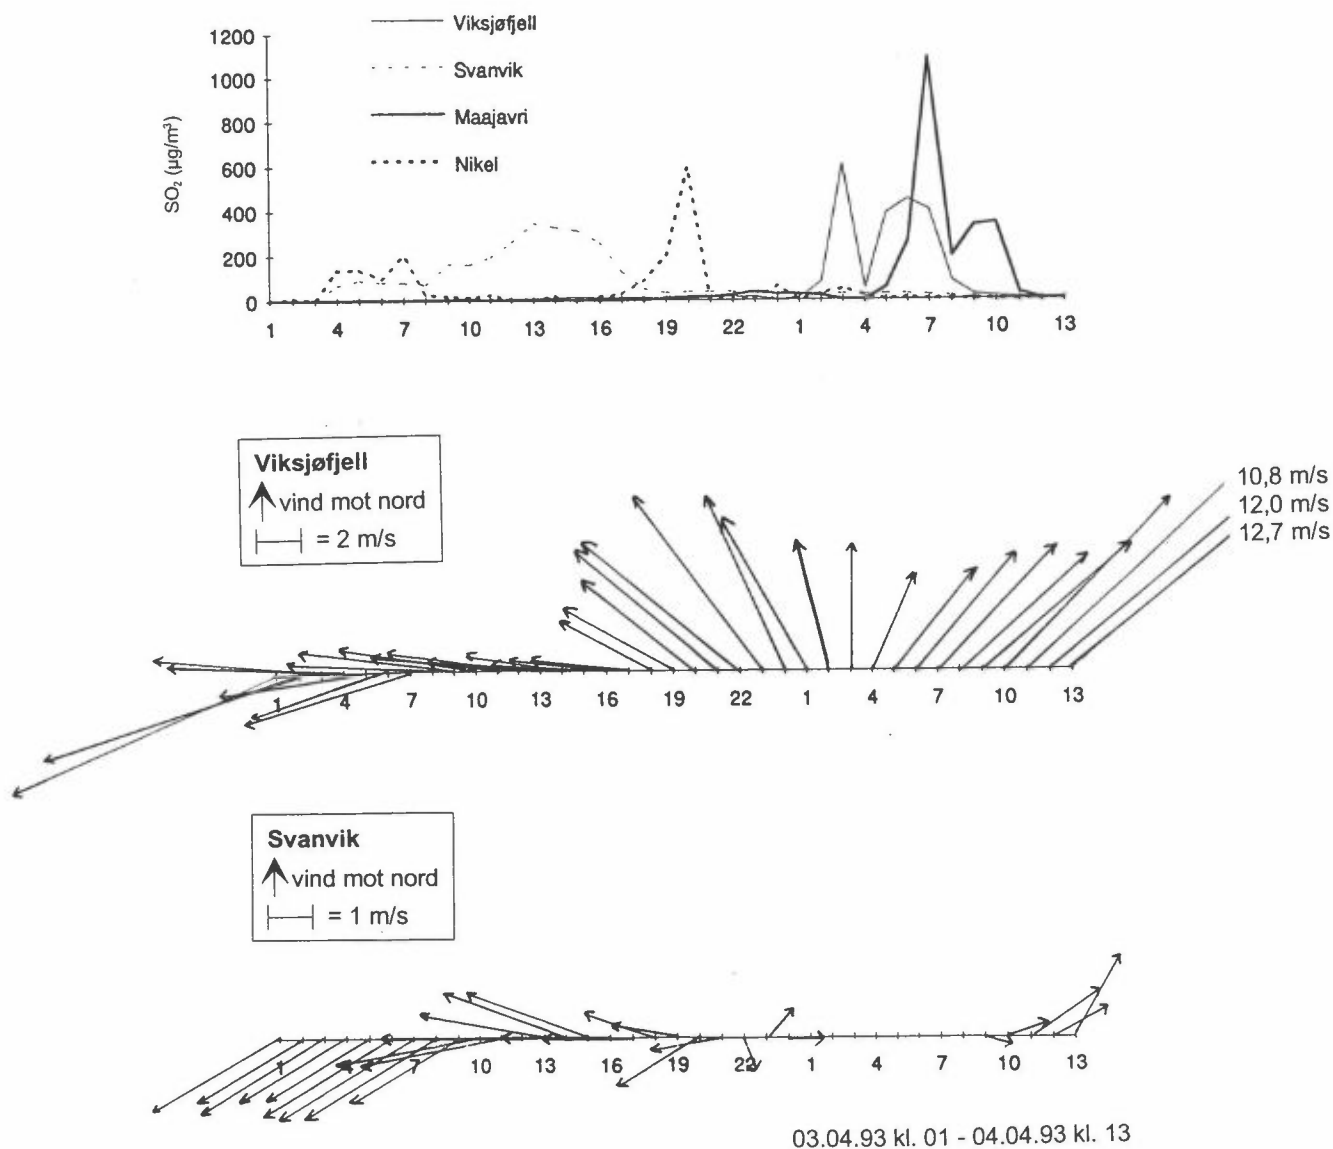 Viksjøfjell
Svanvik
Maajavri
Nikel
SO₂ (µg/m³)
1200
1000
800
600
400
200
0
1 4 7 10 13 16 19 22 1 4 7 10 13
Viksjøfjell
vind mot nord
= 2 m/s
10,8 m/s
12,0 m/s
12,7 m/s
1 4 7 10 13 16 19 22 1 4 7 10 13
Svanvik
vind mot nord
= 1 m/s
1 4 7 10 13 16 19 22 1 4 7 10 13
03.04.93 kl. 01 - 04.04.93 kl. 13